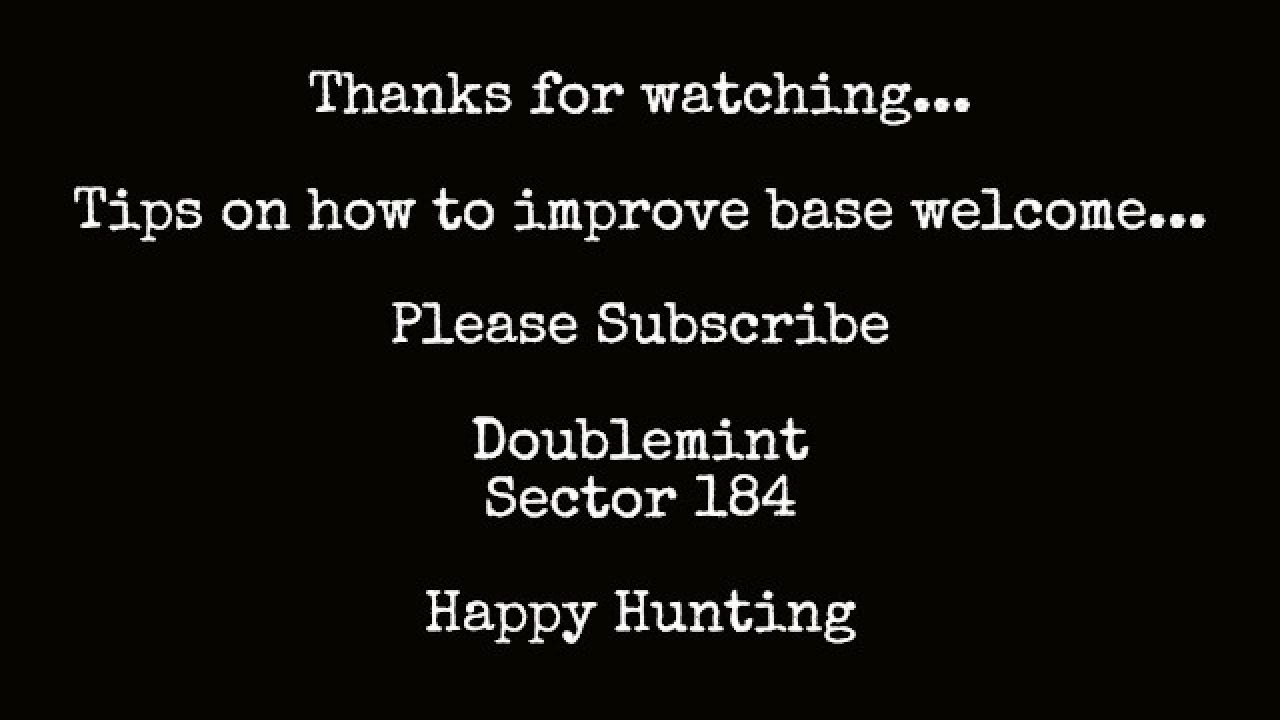 Thanks for watching...
Tips on how to improve base welcome...
Please Subscribe
Doublemint
Sector 184
Happy Hunting